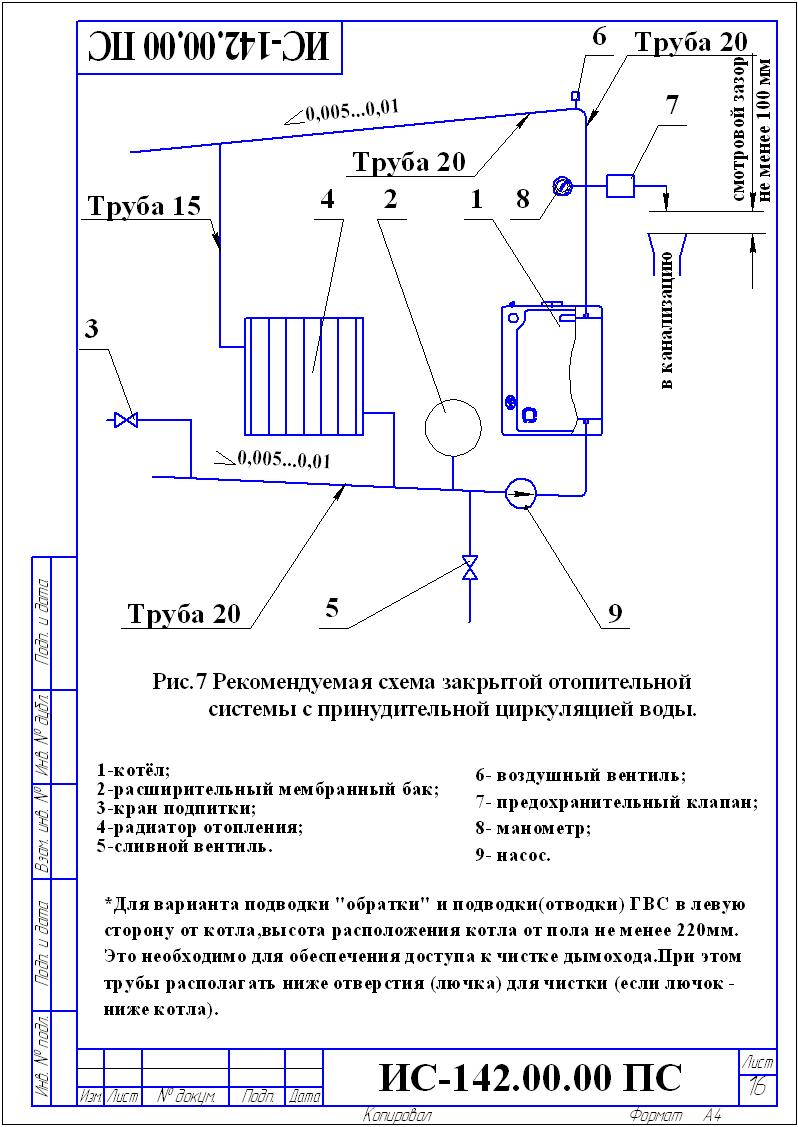 ИС-142.00.00 ПС
6
Труба 20
смотровой зазор
не менее 100 мм
0,005...0,01
7
Труба 20
Труба 15
4
2
1
8
в канализацию
3
0,005...0,01
Труба 20
5
9
Рис.7 Рекомендуемая схема закрытой отопительной
системы с принудительной циркуляцией воды.
1-котёл;
2-расширительный мембранный бак;
3-кран подпитки;
4-радиатор отопления;
5-сливной вентиль.
6- воздушный вентиль;
7- предохранительный клапан;
8- манометр;
9- насос.
*Для варианта подводки "обратки" и подводки(отводки) ГВС в левую
сторону от котла,высота расположения котла от пола не менее 220мм.
Это необходимо для обеспечения доступа к чистке дымохода.При этом
трубы располагать ниже отверстия (лючка) для чистки (если лючок -
ниже котла).
Подп. и дата
Инв. № дубл.
Взам. инв. №
Подп. и дата
Инв. № подл.
Изм. Лист № докум. Подп. Дата
ИС-142.00.00 ПС
Лист
16
Копировал Формат А4